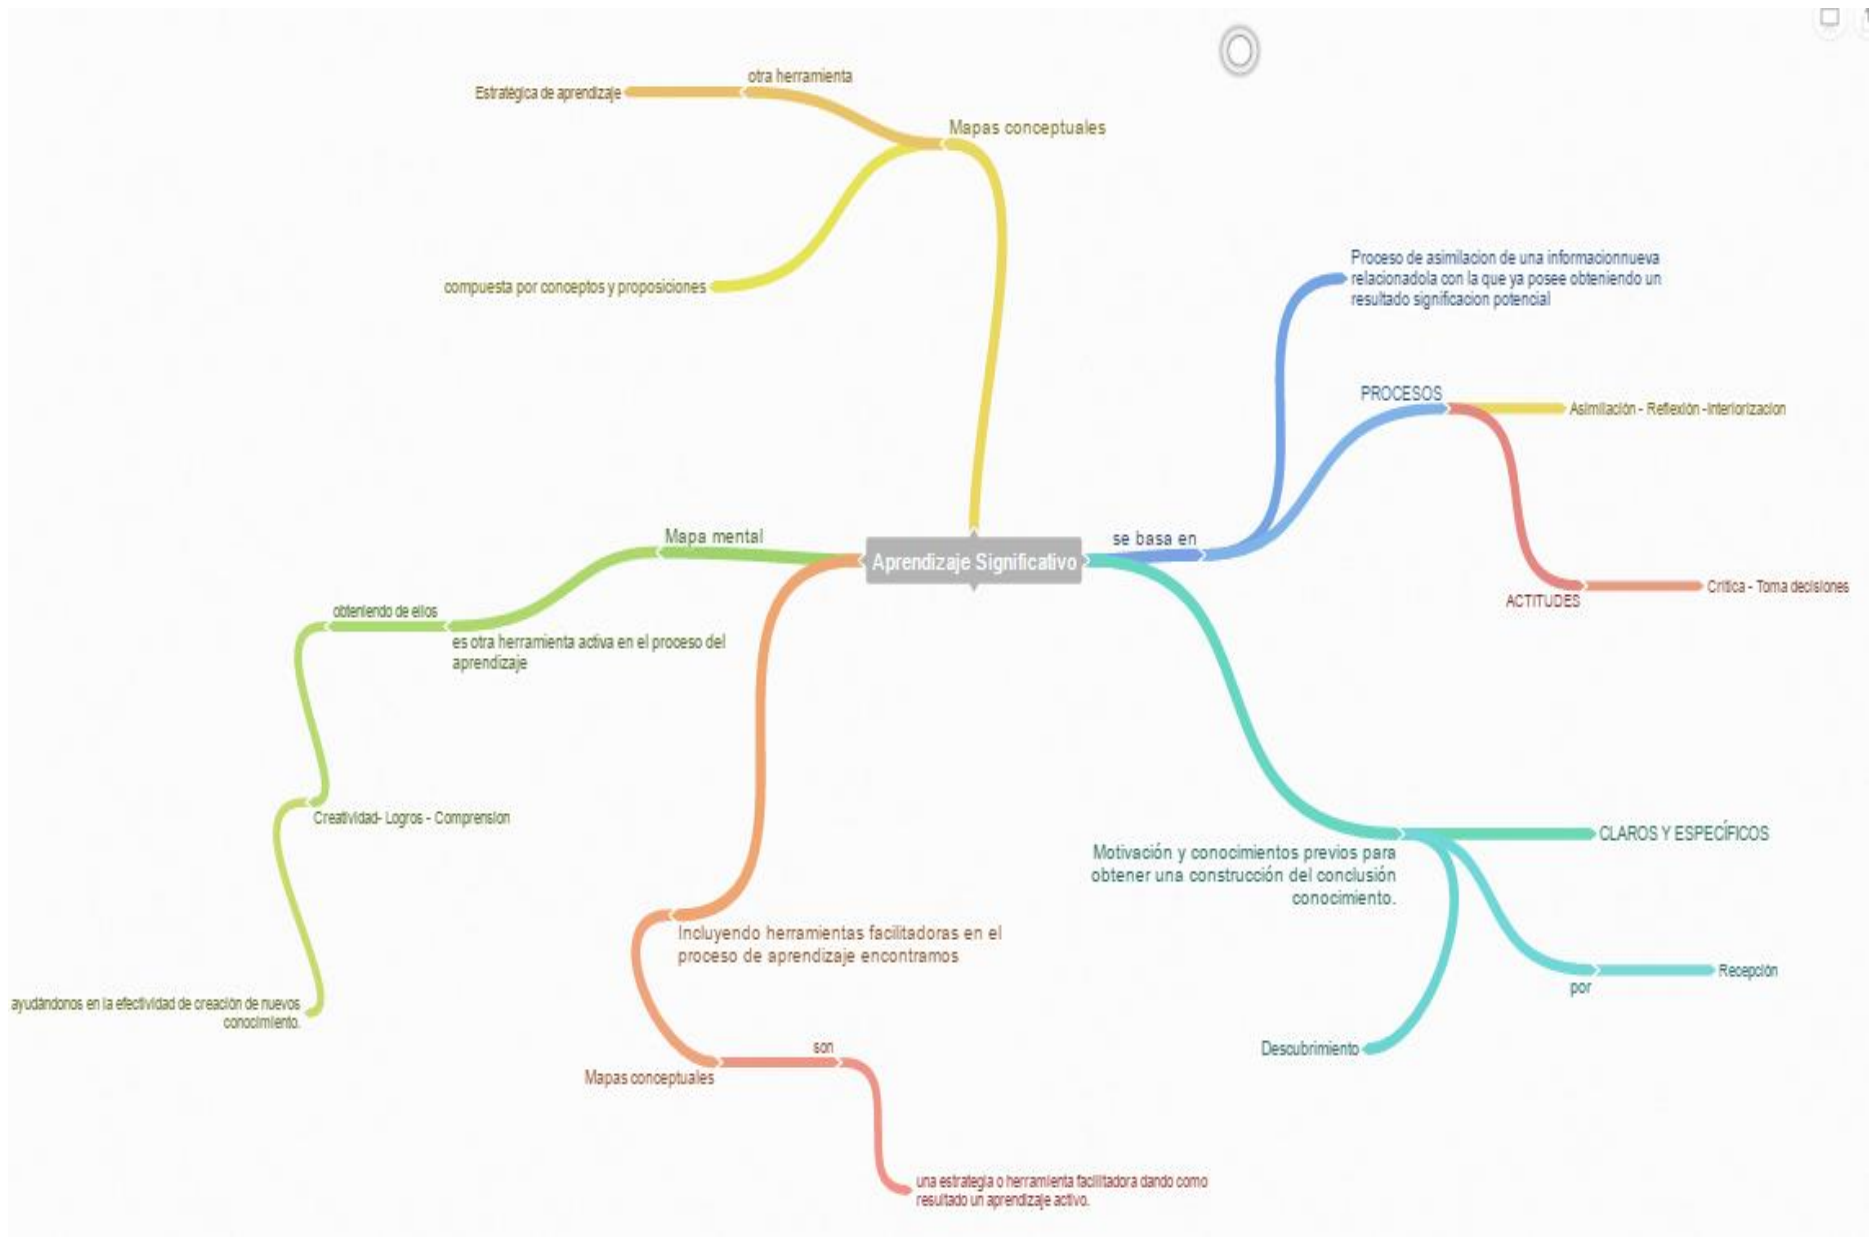 otra herramienta
Estratégica de aprendizaje
Mapas conceptuales
compuesta por conceptos y proposiciones
Proceso de asimilacion de una informacionnueva
relacionadola con la que ya posee obteniendo un
resultado significacion potencial
PROCESOS
Asimilación - Reflexión -Interiorizacion
se basa en
Mapa mental
Aprendizaje Significativo
ACTITUDES
Critica - Toma decisiones
obteniendo de ellos
es otra herramienta activa en el proceso del
aprendizaje
Creatividad- Logros - Comprension
CLAROS Y ESPECÍFICOS
Motivación y conocimientos previos para
obtener una construcción del conclusión
conocimiento.
Incluyendo herramientas facilitadoras en el
proceso de aprendizaje encontramos
Recepción
por
ayudándonos en la efectividad de creación de nuevos
conocimiento.
Descubrimiento
son
Mapas conceptuales
una estrategia o herramienta facilitadora dando como
resultado un aprendizaje activo.